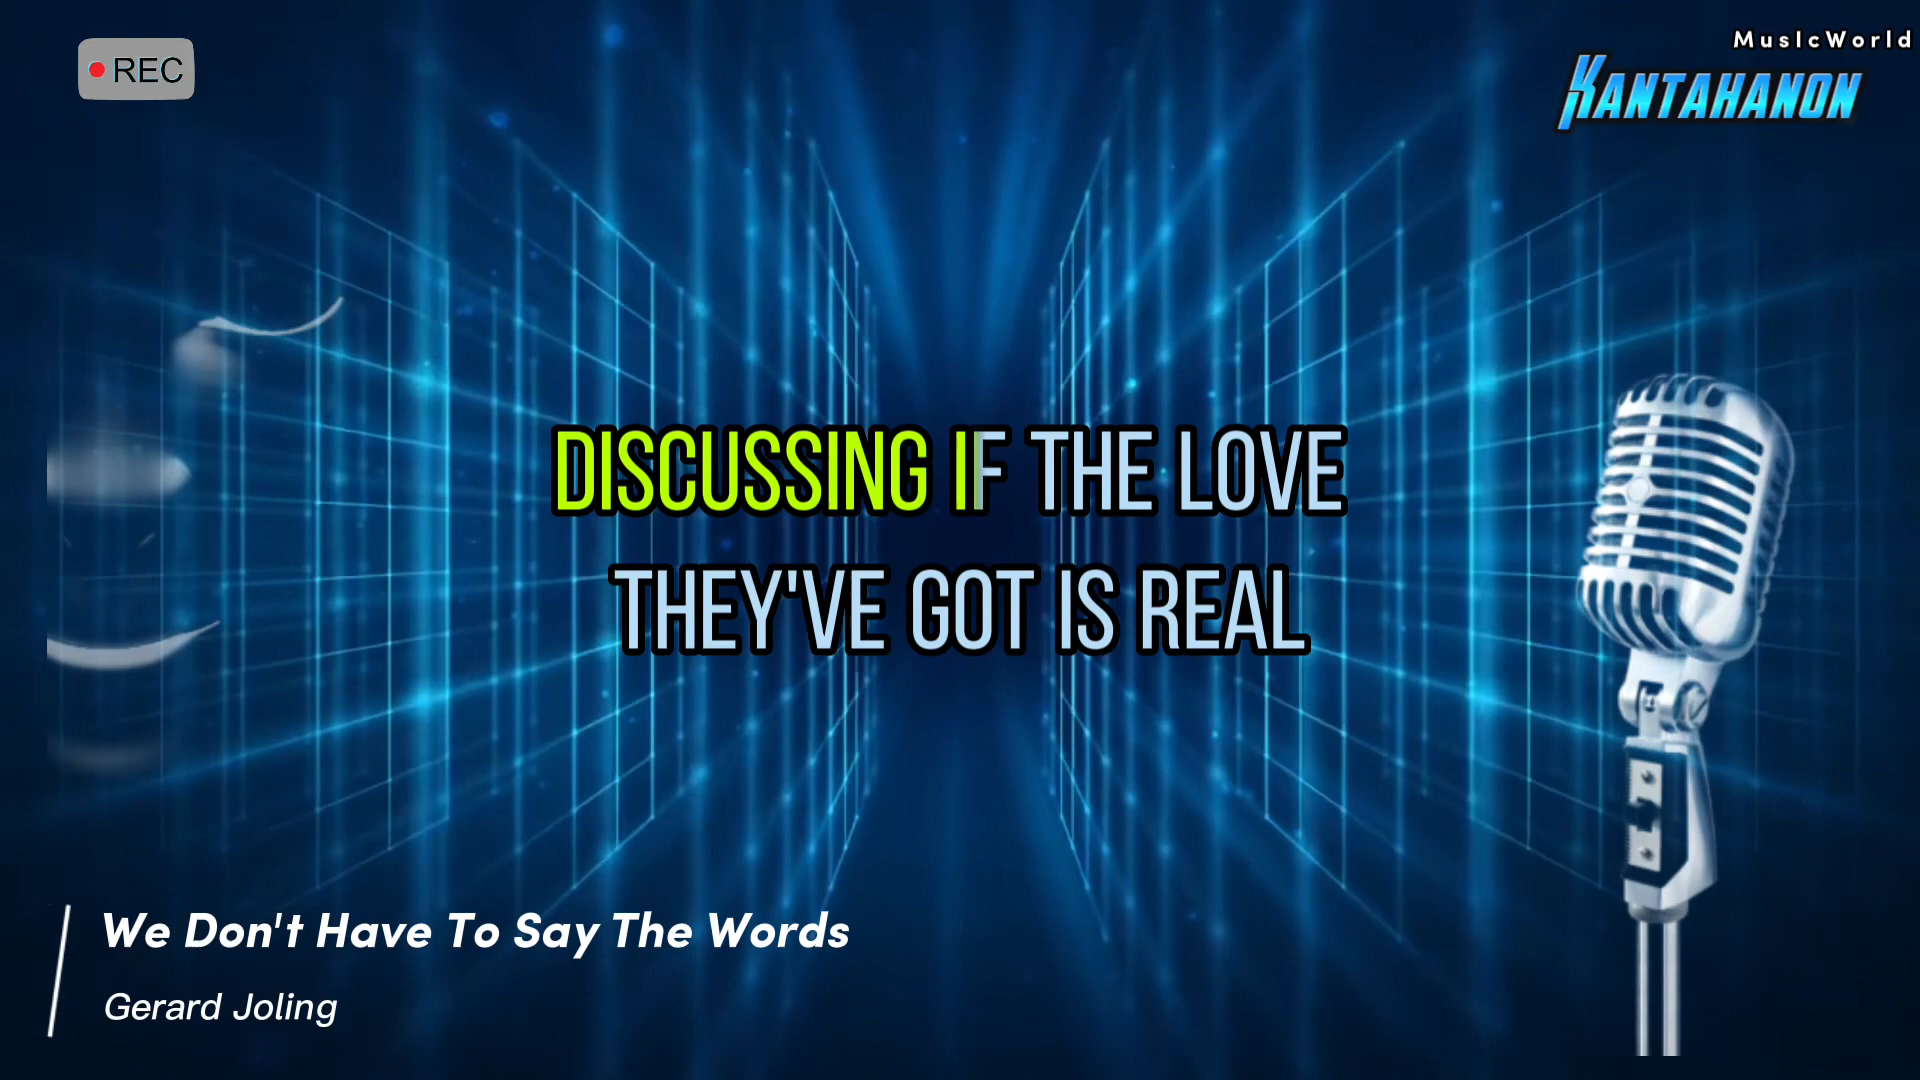 REC
MusIcWorld
KANTAHANON
DISCUSSING IF THE LOVE
THEY'VE GOT IS REAL
We Don't Have To Say The Words
Gerard Joling